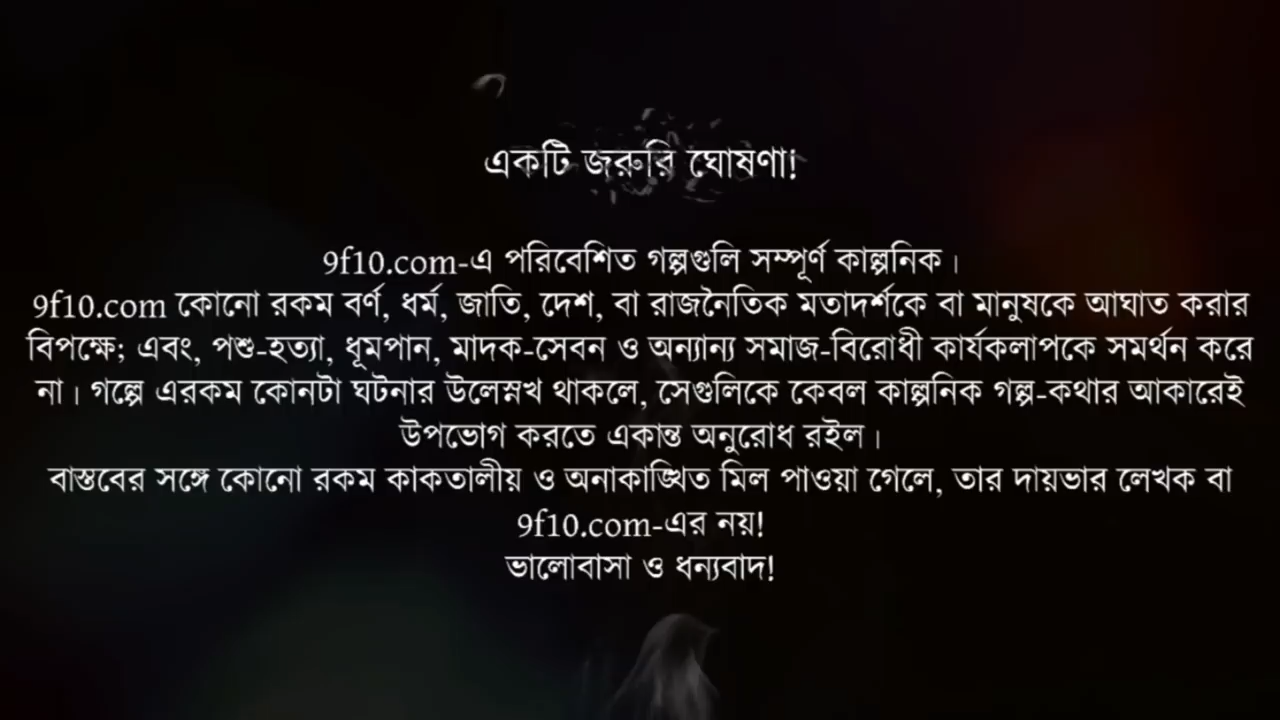 একটি জরুরি ঘোষণা!
9f10.com-এ পরিবেশিত গল্পগুলি সম্পূর্ণ কাল্পনিক।
9f10.com কোনো রকম বর্ণ, ধর্ম, জাতি, দেশ, বা রাজনৈতিক মতাদর্শকে বা মানুষকে আঘাত করার
বিপক্ষে; এবং, পশু-হত্যা, ধূমপান, মাদক-সেবন ও অন্যান্য সমাজ-বিরোধী কার্যকলাপকে সমর্থন করে
না। গল্পে এরকম কোনটা ঘটনার উলেস্নখ থাকলে, সেগুলিকে কেবল কাল্পনিক গল্প-কথার আকারেই
উপভোগ করতে একান্ত অনুরোধ রইল।
বাস্তবের সঙ্গে কোনো রকম কাকতালীয় ও অনাকাঙ্খিত মিল পাওয়া গেলে, তার দায়ভার লেখক বা
9f10.com-এর নয়!
ভালোবাসা ও ধন্যবাদ!